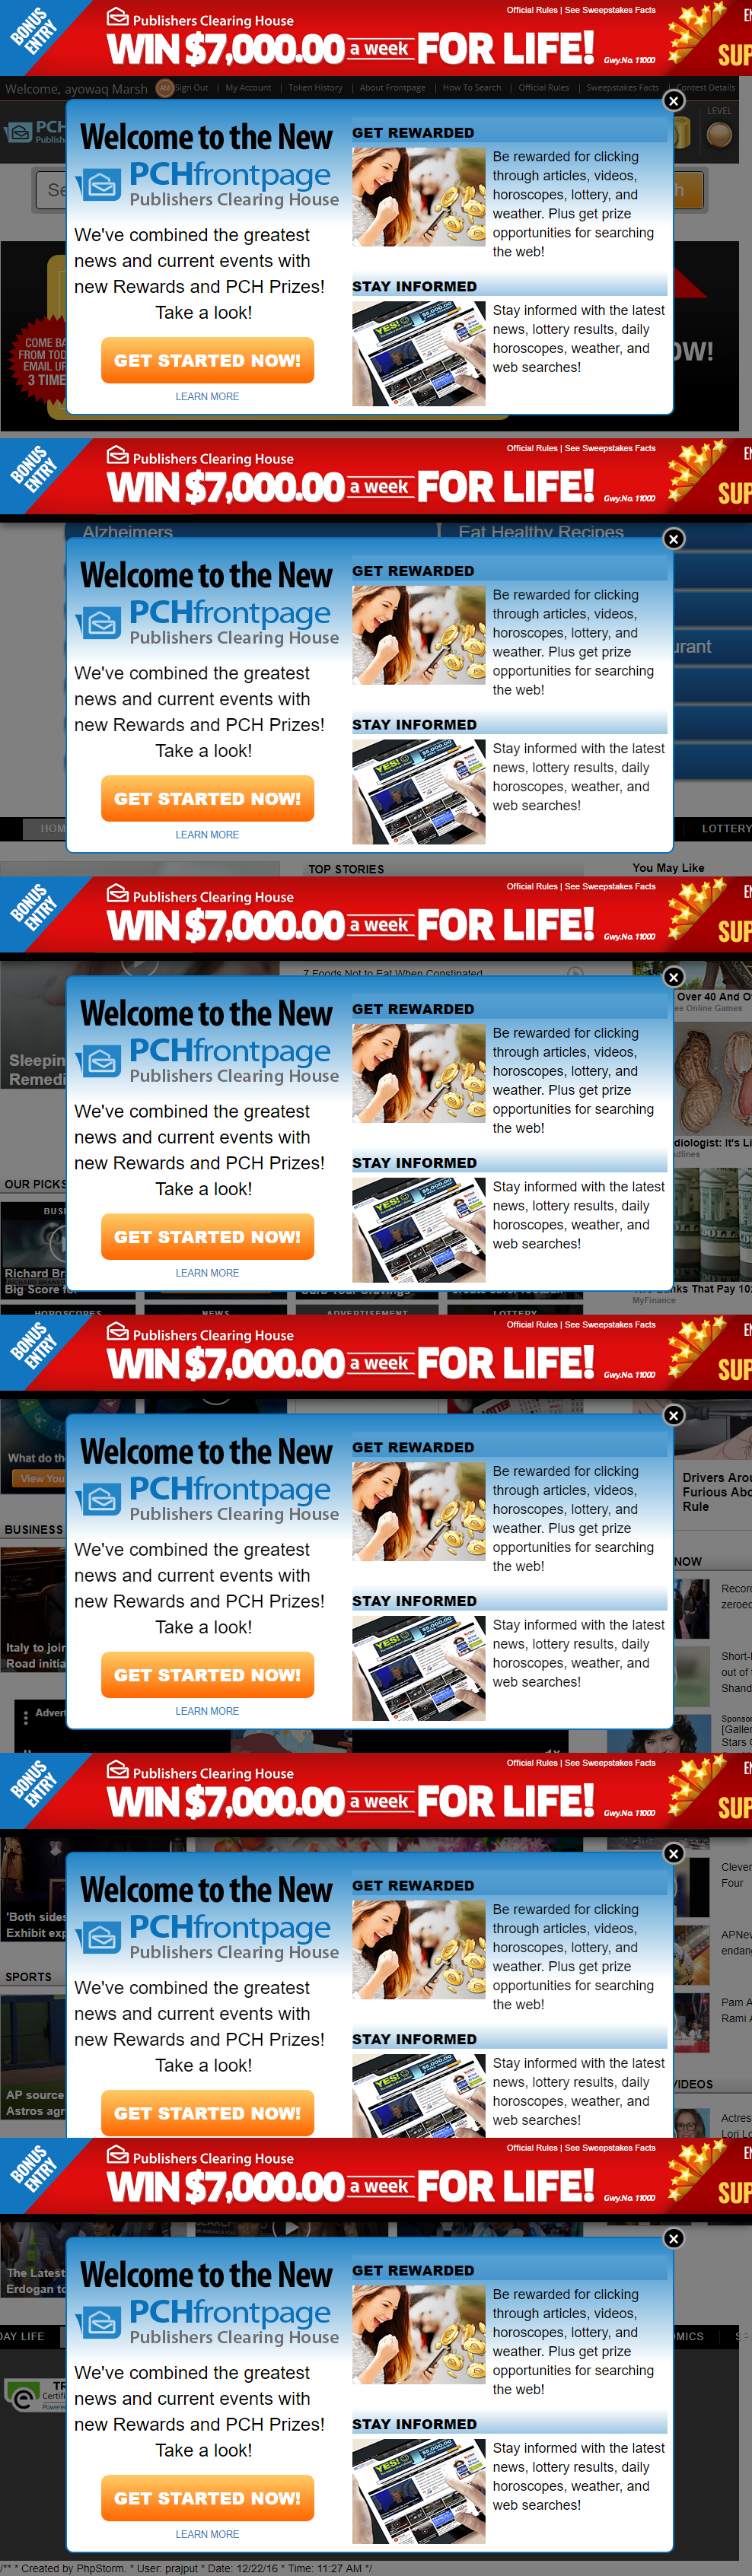 BONUS ENTRY
Publishers Clearing House
Official Rules | See Sweepstakes Facts
WIN $7,000.00 a week FOR LIFE!
Gwy.No. 11000
SUP
Welcome, ayowaq Marsh
AM
Sign Out | My Account | Token History | About Frontpage | How To Search | Official Rules | Sweepstakes Facts | Contest Details
PCH
LEVEL
Welcome to the New
PCHfrontpage
Publishers Clearing House
We've combined the greatest
news and current events with
new Rewards and PCH Prizes!
Take a look!
GET STARTED NOW!
LEARN MORE
GET REWARDED
Be rewarded for clicking
through articles, videos,
horoscopes, lottery, and
weather. Plus get prize
opportunities for searching
the web!
STAY INFORMED
Stay informed with the latest
news, lottery results, daily
horoscopes, weather, and
web searches!
COME BA
FROM TOD
EMAIL UP
3 TIME
OW!
BONUS ENTRY
Publishers Clearing House
Official Rules | See Sweepstakes Facts
WIN $7,000.00 a week FOR LIFE!
Gwy.No. 11000
SUP
Alzheimers
Eat Healthy Recipes
urant
Welcome to the New
PCHfrontpage
Publishers Clearing House
We've combined the greatest
news and current events with
new Rewards and PCH Prizes!
Take a look!
GET STARTED NOW!
LEARN MORE
GET REWARDED
Be rewarded for clicking
through articles, videos,
horoscopes, lottery, and
weather. Plus get prize
opportunities for searching
the web!
STAY INFORMED
Stay informed with the latest
news, lottery results, daily
horoscopes, weather, and
web searches!
HOM
LOTTERY
TOP STORIES
You May Like
BONUS ENTRY
Publishers Clearing House
Official Rules | See Sweepstakes Facts
WIN $7,000.00 a week FOR LIFE!
Gwy.No. 11000
SUP
7 Foods Not to Eat When Constipated
Over 40 And O
ee Online Games
Sleepin
Remedi
Welcome to the New
PCHfrontpage
Publishers Clearing House
We've combined the greatest
news and current events with
new Rewards and PCH Prizes!
Take a look!
GET STARTED NOW!
LEARN MORE
GET REWARDED
Be rewarded for clicking
through articles, videos,
horoscopes, lottery, and
weather. Plus get prize
opportunities for searching
the web!
STAY INFORMED
Stay informed with the latest
news, lottery results, daily
horoscopes, weather, and
web searches!
diologist: It's Li
dlines
OUR PICKS
BUSI
Richard Br
Big Score for
nks That Pay 10
MyFinance
HOROSCOPES
NEWS
ADVERTISEMENT
LOTTERY
BONUS ENTRY
Publishers Clearing House
Official Rules | See Sweepstakes Facts
WIN $7,000.00 a week FOR LIFE!
Gwy.No. 11000
SUP
What do th
View You
BUSINESS
Italy to join
Road initia
Advert
Welcome to the New
PCHfrontpage
Publishers Clearing House
We've combined the greatest
news and current events with
new Rewards and PCH Prizes!
Take a look!
GET STARTED NOW!
LEARN MORE
GET REWARDED
Be rewarded for clicking
through articles, videos,
horoscopes, lottery, and
weather. Plus get prize
opportunities for searching
the web!
STAY INFORMED
Stay informed with the latest
news, lottery results, daily
horoscopes, weather, and
web searches!
Drivers Arou
Furious Abo
Rule
NOW
Recor
zeroed
Short-
out of
Shand
Sponsor
[Galler
Stars G
BONUS ENTRY
Publishers Clearing House
Official Rules | See Sweepstakes Facts
WIN $7,000.00 a week FOR LIFE!
Gwy.No. 11000
SUP
'Both sides
Exhibit exp
SPORTS
AP source
Astros agr
Welcome to the New
PCHfrontpage
Publishers Clearing House
We've combined the greatest
news and current events with
new Rewards and PCH Prizes!
Take a look!
GET STARTED NOW!
GET REWARDED
Be rewarded for clicking
through articles, videos,
horoscopes, lottery, and
weather. Plus get prize
opportunities for searching
the web!
STAY INFORMED
Stay informed with the latest
news, lottery results, daily
horoscopes, weather, and
web searches!
Clever
Four
APNew
endan
Pam A
Rami A
VIDEOS
Actres
Lori Lo
BONUS ENTRY
Publishers Clearing House
Official Rules | See Sweepstakes Facts
WIN $7,000.00 a week FOR LIFE!
Gwy.No. 11000
SUP
The Latest
Erdogan to
DAY LIFE
OMICS
Welcome to the New
PCHfrontpage
Publishers Clearing House
We've combined the greatest
news and current events with
new Rewards and PCH Prizes!
Take a look!
GET STARTED NOW!
LEARN MORE
GET REWARDED
Be rewarded for clicking
through articles, videos,
horoscopes, lottery, and
weather. Plus get prize
opportunities for searching
the web!
STAY INFORMED
Stay informed with the latest
news, lottery results, daily
horoscopes, weather, and
web searches!
TR
Certifi
Powere
/** * Created by PhpStorm. * User: prajput * Date: 12/22/16 * Time: 11:27 AM */